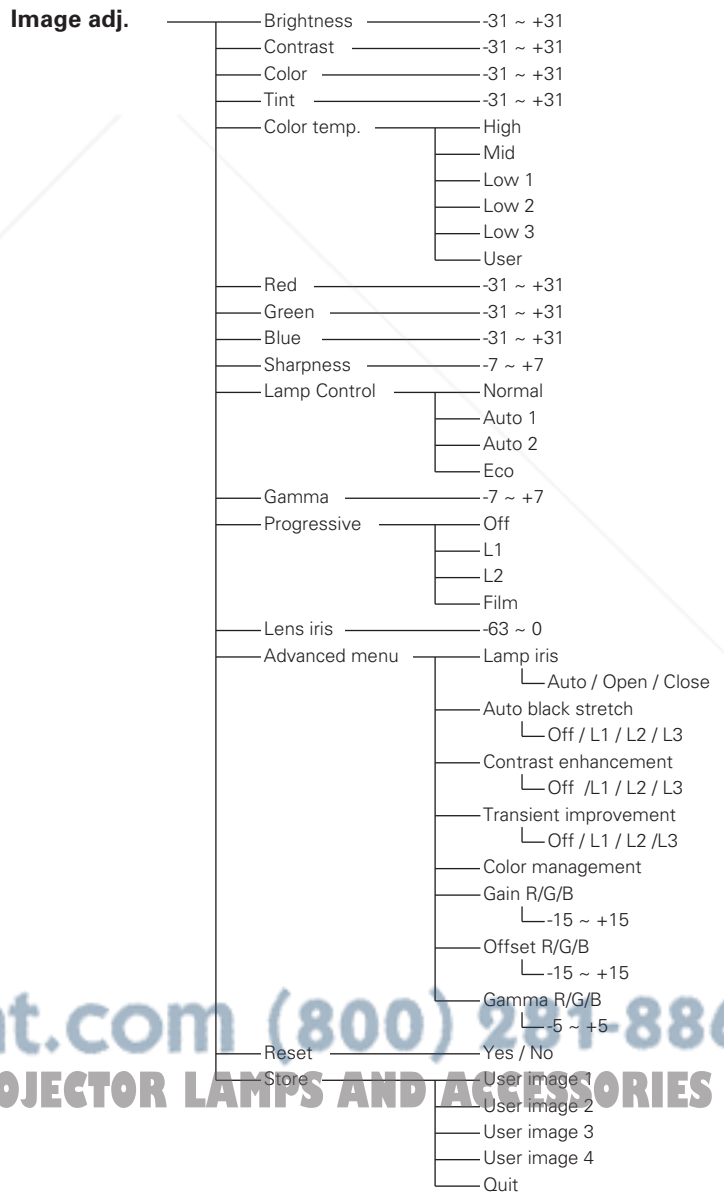 Image adj. Brightness -31 ~ +31
Contrast -31 ~ +31
Color -31 ~ +31
Tint -31 ~ +31
Color temp. High
Mid
Low 1
Low 2
Low 3
User
Red -31 ~ +31
Green -31 ~ +31
Blue -31 ~ +31
Sharpness -7 ~ +7
Lamp Control Normal
Auto 1
Auto 2
Eco
Gamma -7 ~ +7
Progressive Off
L1
L2
Film
Lens iris -63 ~ 0
Advanced menu Lamp iris
Auto / Open / Close
Auto black stretch
Off / L1 / L2 / L3
Contrast enhancement
Off /L1 / L2 / L3
Transient improvement
Off / L1 / L2 /L3
Color management
Gain R/G/B
-15 ~ +15
Offset R/G/B
-15 ~ +15
Gamma R/G/B
-5 ~ +5
t.com (800) 281-886
Reset Yes / No
OJECTOR LAMPS AND ACCESSORIES
Store User image 1
User image 2
User image 3
User image 4
Quit